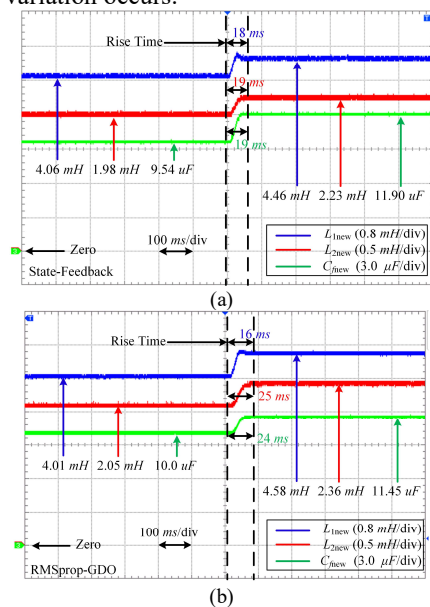 variation occurs.
Rise Time
18 ms
19 ms
19 ms
4.06 mH
1.98 mH
9.54 uF
4.46 mH
2.23 mH
11.90 uF
Zero
100 ms/div
State-Feedback
L1new (0.8 mH/div)
L2new (0.5 mH/div)
Cfnew (3.0 μF/div)
(a)
Rise Time
16 ms
25 ms
24 ms
4.01 mH
2.05 mH
10.0 uF
4.58 mH
2.36 mH
11.45 uF
100 ms/div
Zero
RMSprop-GDO
L1new (0.8 mH/div)
L2new (0.5 mH/div)
Cfnew (3.0 μF/div)
(b)